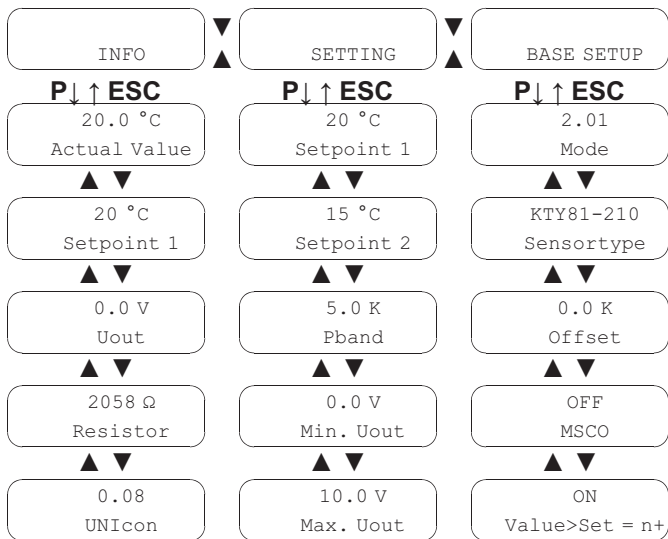 INFO
P↓ ↑ ESC
20.0 °C
Actual Value
▲ ▼
20 °C
Setpoint 1
▲ ▼
0.0 V
Uout
▲ ▼
2058 Ω
Resistor
▲ ▼
0.08
UNIcon
▼
▲
SETTING
P↓ ↑ ESC
20 °C
Setpoint 1
▲ ▼
15 °C
Setpoint 2
▲ ▼
5.0 K
Pband
▲ ▼
0.0 V
Min. Uout
▲ ▼
10.0 V
Max. Uout
▼
▲
BASE SETUP
P↓ ↑ ESC
2.01
Mode
▲ ▼
KTY81-210
Sensortype
▲ ▼
0.0 K
Offset
▲ ▼
OFF
MSCO
▲ ▼
ON
Value>Set = n+/